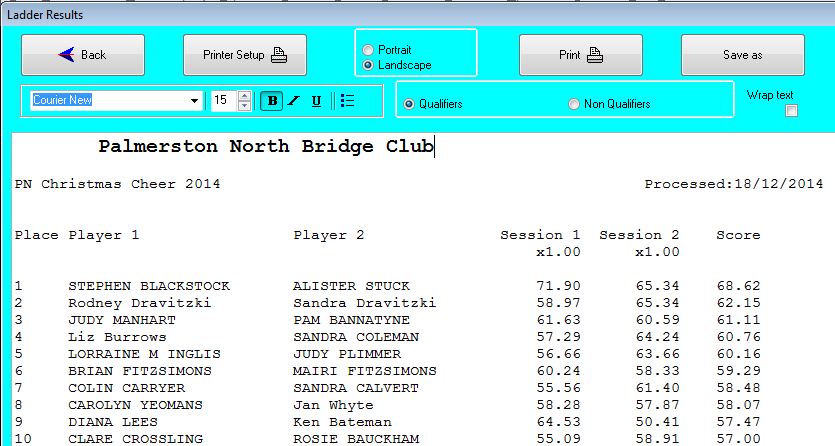 Ladder Results
Back Printer Setup Portrait Landscape Print Save as
Courier New 15 B I U Qualifiers Non Qualifiers Wrap text
Palmerston North Bridge Club
PN Christmas Cheer 2014 Processed:18/12/2014
Place Player 1 Player 2 Session 1 Session 2 Score
x1.00 x1.00
1 STEPHEN BLACKSTOCK ALISTER STUCK 71.90 65.34 68.62
2 Rodney Dravitzki Sandra Dravitzki 58.97 65.34 62.15
3 JUDY MANHART PAM BANNATYNE 61.63 60.59 61.11
4 Liz Burrows SANDRA COLEMAN 57.29 64.24 60.76
5 LORRAINE M INGLIS JUDY PLIMMER 56.66 63.66 60.16
6 BRIAN FITZSIMONS MAIRI FITZSIMONS 60.24 58.33 59.29
7 COLIN CARRYER SANDRA CALVERT 55.56 61.40 58.48
8 CAROLYN YEOMANS Jan Whyte 58.28 57.87 58.07
9 DIANA LEES Ken Bateman 64.53 50.41 57.47
10 CLARE CROSSLING ROSIE BAUCKHAM 55.09 58.91 57.00